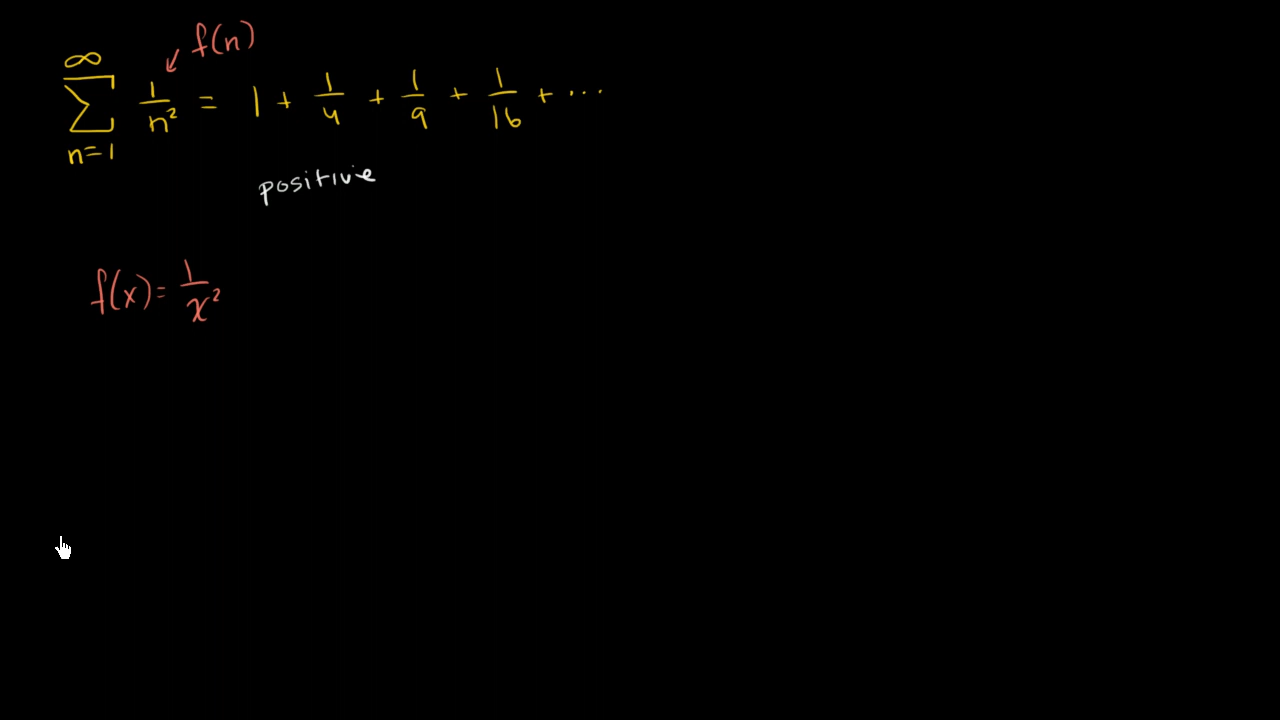 f(n)
∞
∑ 1/n² = 1 + 1/4 + 1/9 + 1/16 + ...
n=1
positive
f(x) = 1/x²